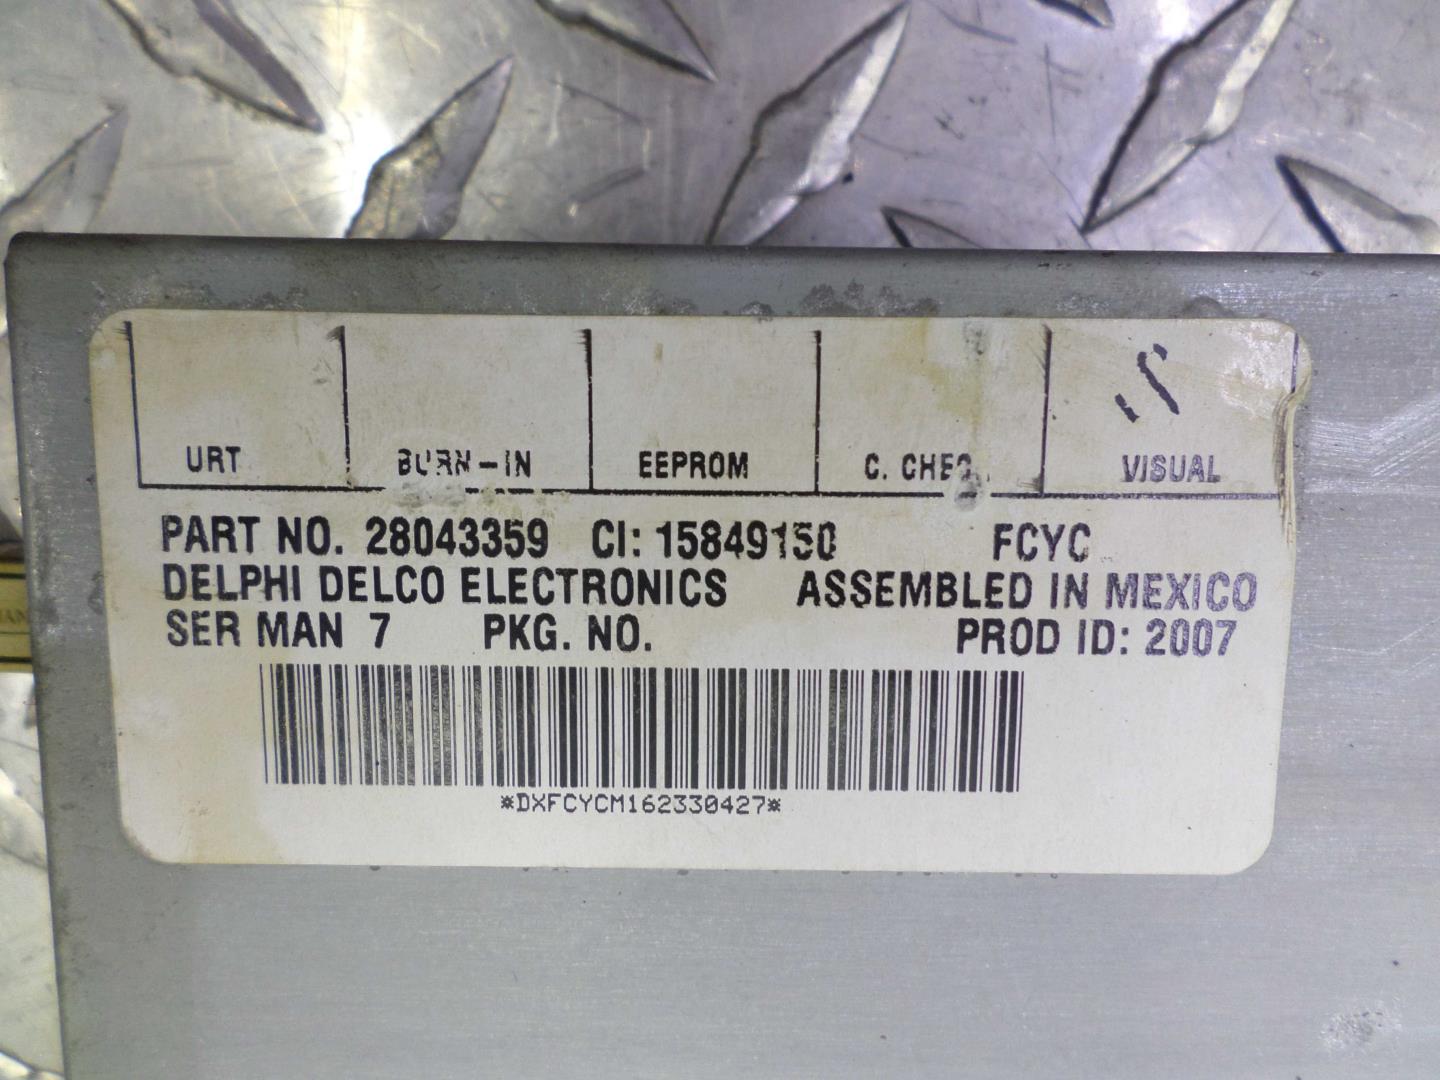 URT BURN-IN EEPROM C. CHEC VISUAL
PART NO. 28043359 CI: 15849150 FCYC
DELPHI DELCO ELECTRONICS ASSEMBLED IN MEXICO
SER MAN 7 PKG. NO. PROD ID: 2007
*DXFCYCM162330427*